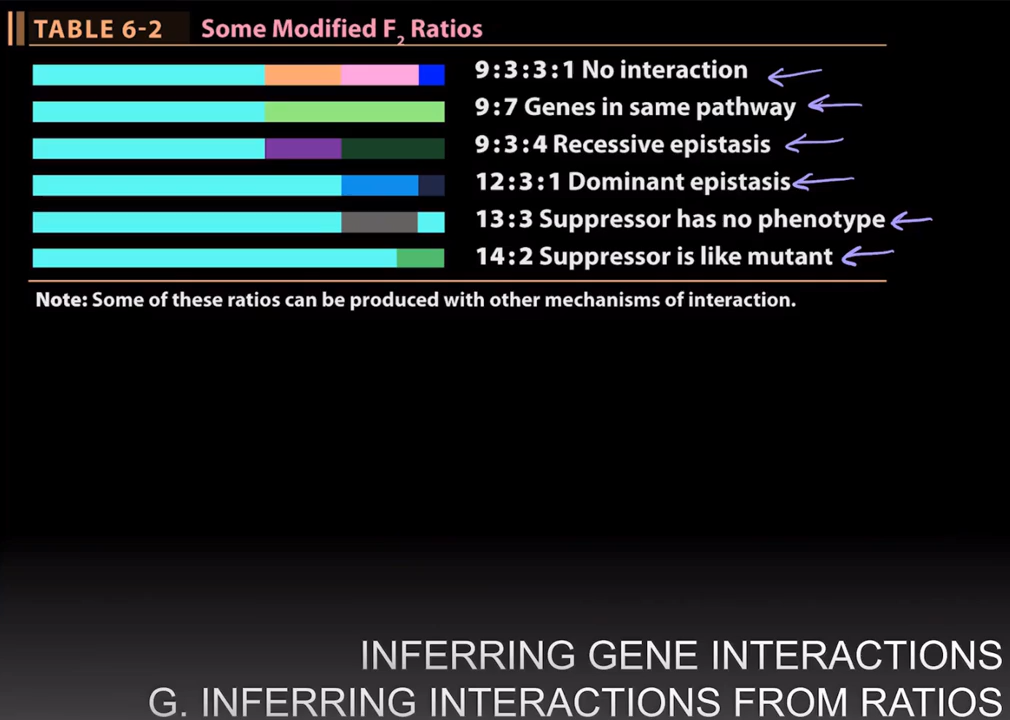 TABLE 6-2 Some Modified F₂ Ratios
9:3:3:1 No interaction
9:7 Genes in same pathway
9:3:4 Recessive epistasis
12:3:1 Dominant epistasis
13:3 Suppressor has no phenotype
14:2 Suppressor is like mutant
Note: Some of these ratios can be produced with other mechanisms of interaction.
INFERRING GENE INTERACTIONS
G. INFERRING INTERACTIONS FROM RATIOS